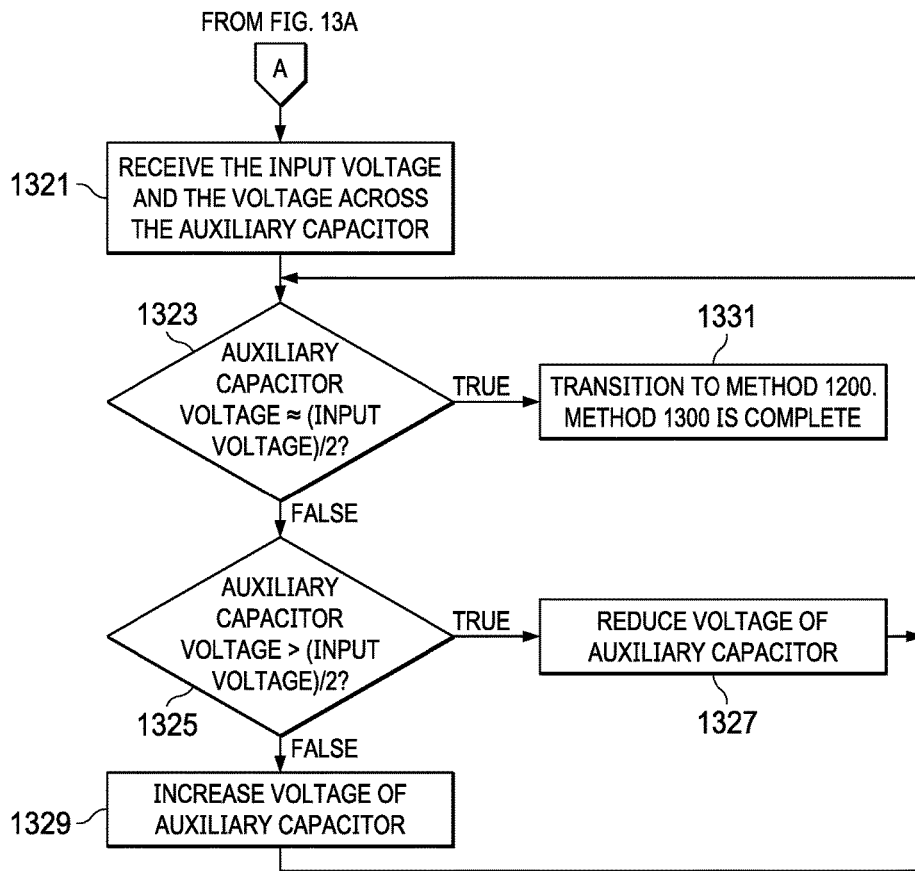 FROM FIG. 13A
A
1321
RECEIVE THE INPUT VOLTAGE
AND THE VOLTAGE ACROSS
THE AUXILIARY CAPACITOR
1323
AUXILIARY
CAPACITOR
VOLTAGE ≈ (INPUT
VOLTAGE)/2?
TRUE
1331
TRANSITION TO METHOD 1200.
METHOD 1300 IS COMPLETE
FALSE
1325
AUXILIARY
CAPACITOR
VOLTAGE > (INPUT
VOLTAGE)/2?
TRUE
REDUCE VOLTAGE OF
AUXILIARY CAPACITOR
1327
FALSE
1329
INCREASE VOLTAGE OF
AUXILIARY CAPACITOR